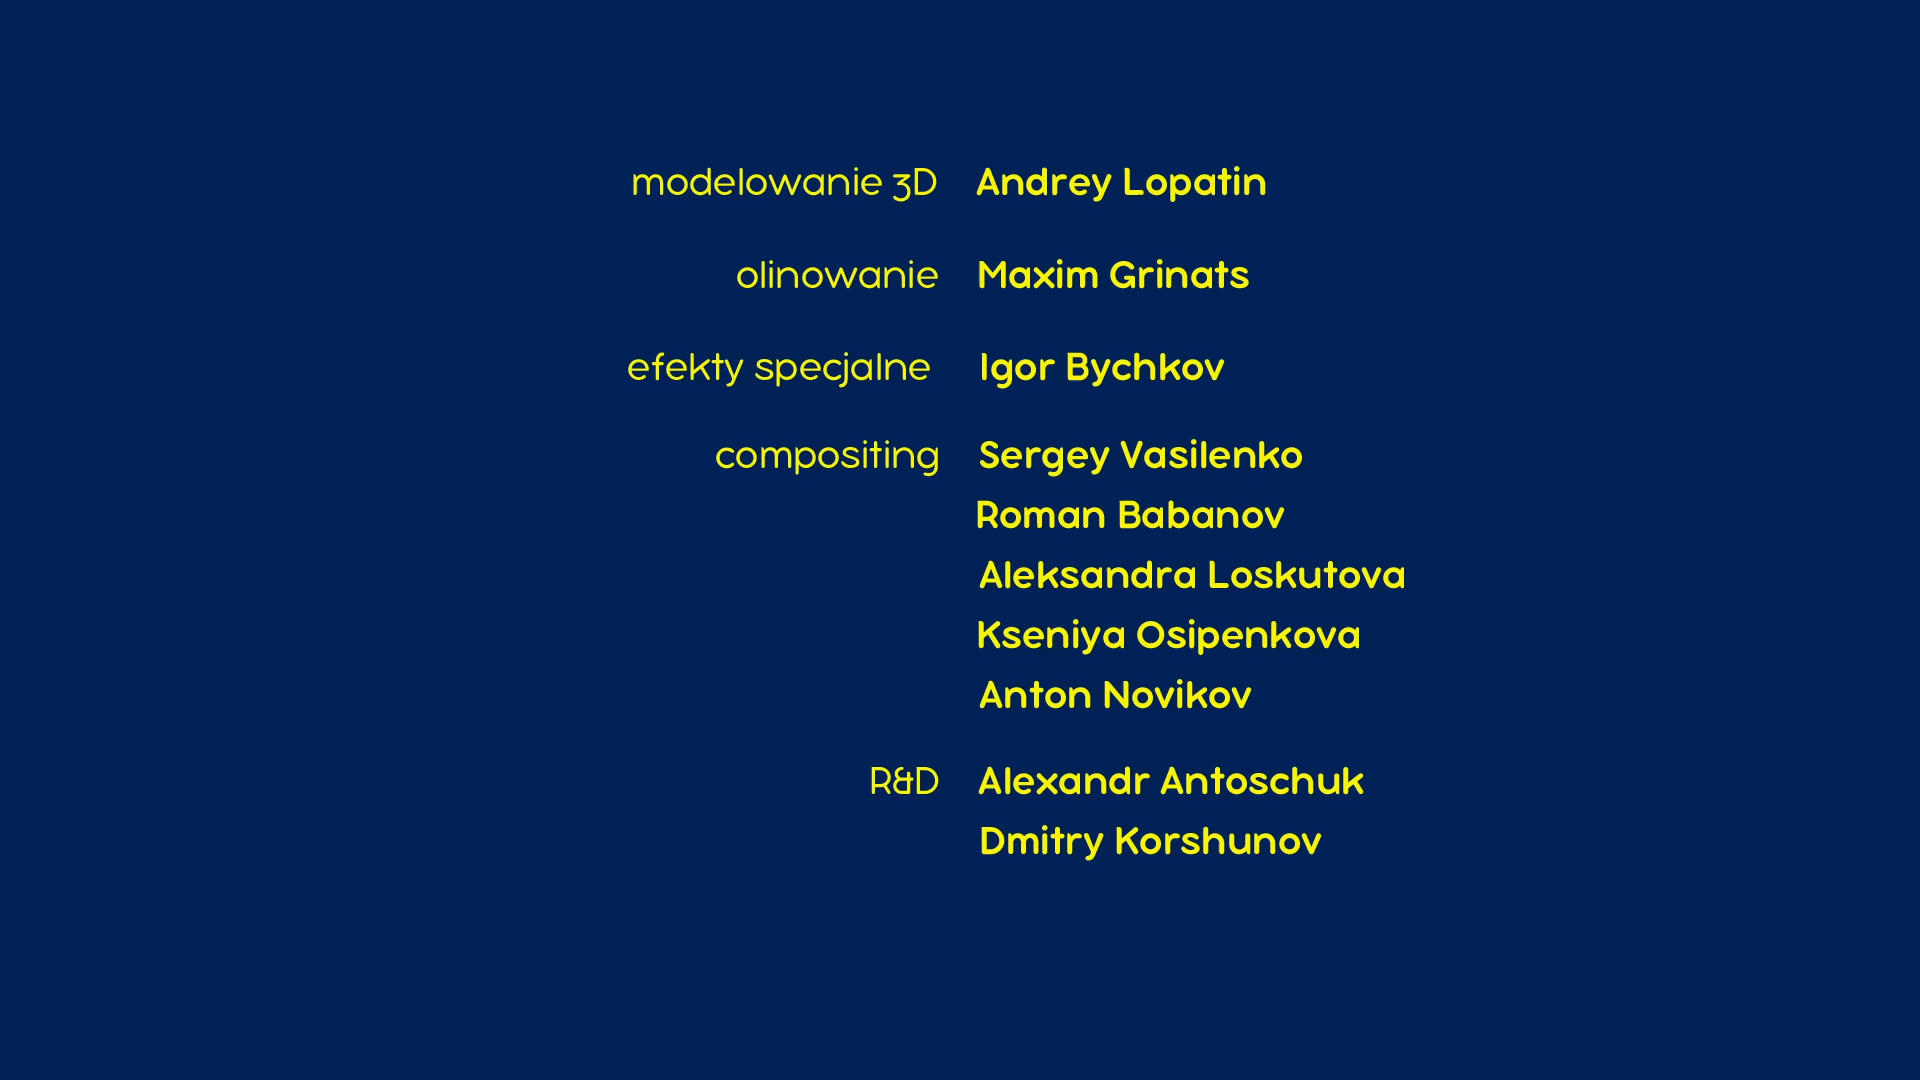 modelowanie 3D Andrey Lopatin
olinowanie Maxim Grinats
efekty specjalne Igor Bychkov
compositing Sergey Vasilenko
Roman Babanov
Aleksandra Loskutova
Kseniya Osipenkova
Anton Novikov
R&D Alexandr Antoschuk
Dmitry Korshunov